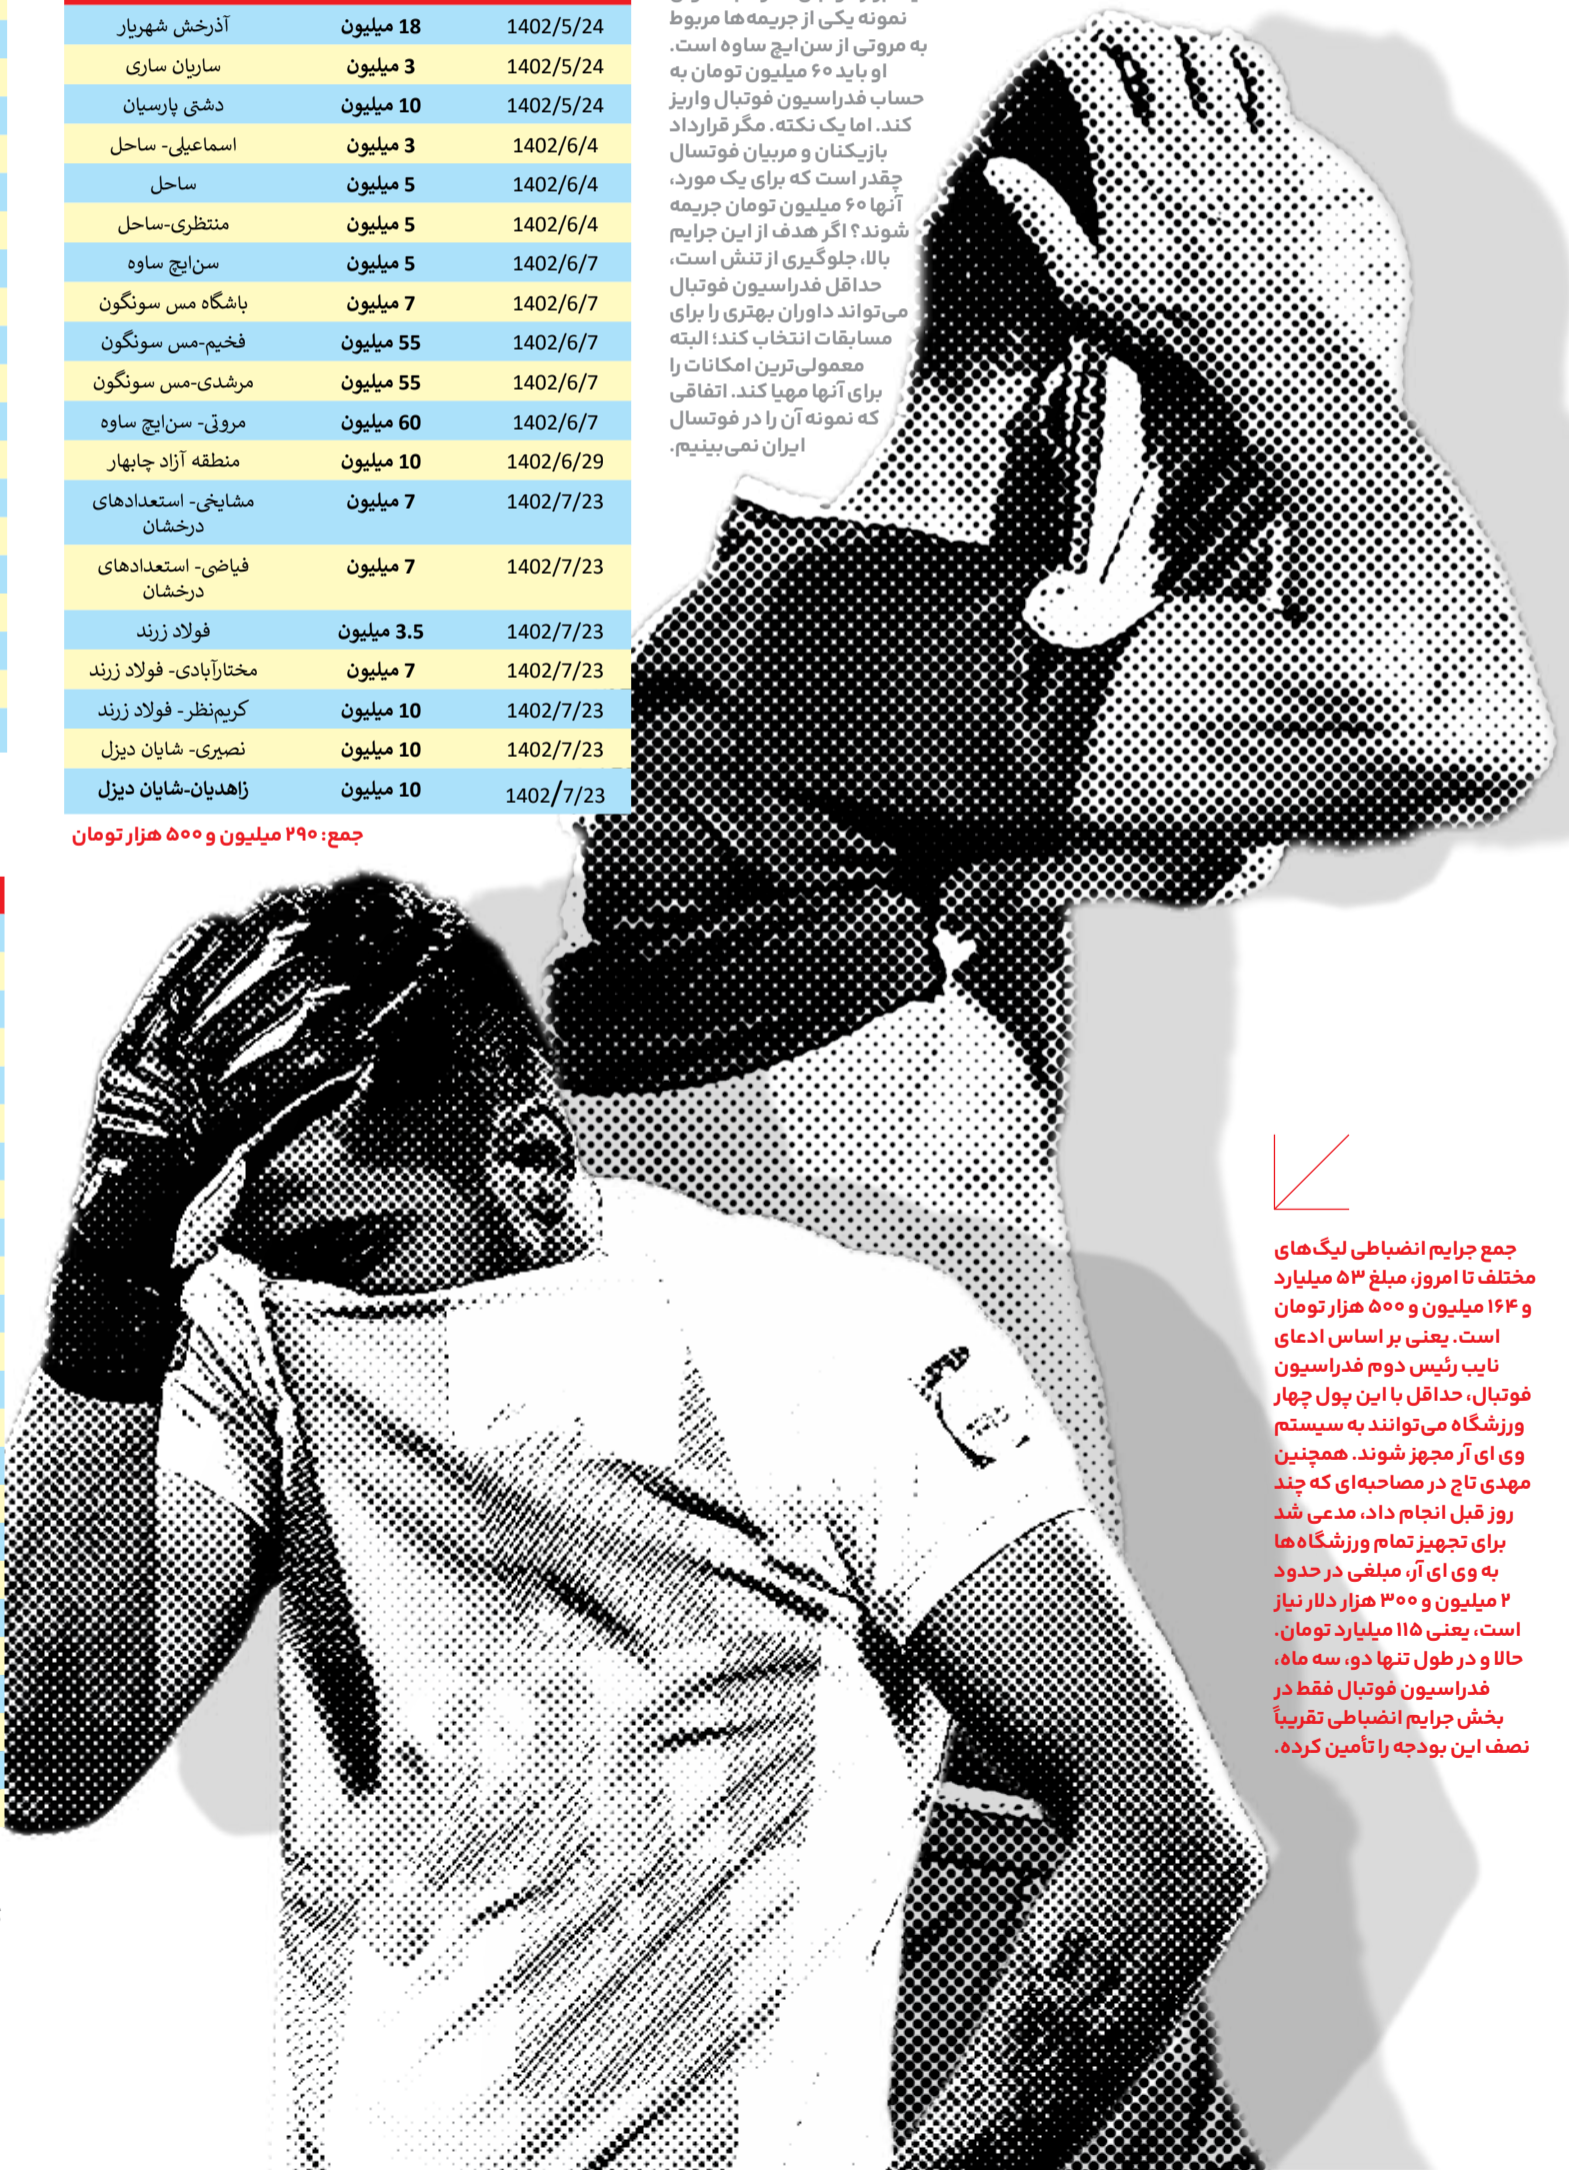 نمونه یکی از جریمه‌ها مربوط
به مروتی از سن‌ایچ ساوه است.
او باید ۶۰ میلیون تومان به
حساب فدراسیون فوتبال واریز
کند. اما یک نکته. مگر قرارداد
بازیکنان و مربیان فوتسال
چقدر است که برای یک مورد،
آنها ۶۰ میلیون تومان جریمه
شوند؟ اگر هدف از این جرایم
بالا، جلوگیری از تنش است،
حداقل فدراسیون فوتبال
می‌تواند داوران بهتری را برای
مسابقات انتخاب کند؛ البته
معمولی‌ترین امکانات را
برای آنها مهیا کند. اتفاقی
که نمونه آن را در فوتسال
ایران نمی‌بینیم.
1402/5/24 18 میلیون آذرخش شهریار
1402/5/24 3 میلیون ساریان ساری
1402/5/24 10 میلیون دشتی پارسیان
1402/6/4 3 میلیون اسماعیلی- ساحل
1402/6/4 5 میلیون ساحل
1402/6/4 5 میلیون منتظری-ساحل
1402/6/7 5 میلیون سن‌ایچ ساوه
1402/6/7 7 میلیون باشگاه مس سونگون
1402/6/7 55 میلیون فخیم-مس سونگون
1402/6/7 55 میلیون مرشدی-مس سونگون
1402/6/7 60 میلیون مروتی- سن‌ایچ ساوه
1402/6/29 10 میلیون منطقه آزاد چابهار
1402/7/23 7 میلیون مشایخی- استعدادهای
درخشان
1402/7/23 7 میلیون فیاضی- استعدادهای
درخشان
1402/7/23 3.5 میلیون فولاد زرند
1402/7/23 7 میلیون مختارآبادی- فولاد زرند
1402/7/23 10 میلیون کریم‌نظر- فولاد زرند
1402/7/23 10 میلیون نصیری- شایان دیزل
1402/7/23 10 میلیون زاهدیان-شایان دیزل
جمع: ۲۹۰ میلیون و ۵۰۰ هزار تومان
جمع جرایم انضباطی لیگ‌های
مختلف تا امروز، مبلغ ۵۳ میلیارد
و ۱۶۴ میلیون و ۵۰۰ هزار تومان
است. یعنی بر اساس ادعای
نایب رئیس دوم فدراسیون
فوتبال، حداقل با این پول چهار
ورزشگاه می‌توانند به سیستم
وی ای آر مجهز شوند. همچنین
مهدی تاج در مصاحبه‌ای که چند
روز قبل انجام داد، مدعی شد
برای تجهیز تمام ورزشگاه‌ها
به وی ای آر، مبلغی در حدود
۲ میلیون و ۳۰۰ هزار دلار نیاز
است، یعنی ۱۱۵ میلیارد تومان.
حالا و در طول تنها دو، سه ماه،
فدراسیون فوتبال فقط در
بخش جرایم انضباطی تقریباً
نصف این بودجه را تأمین کرده.